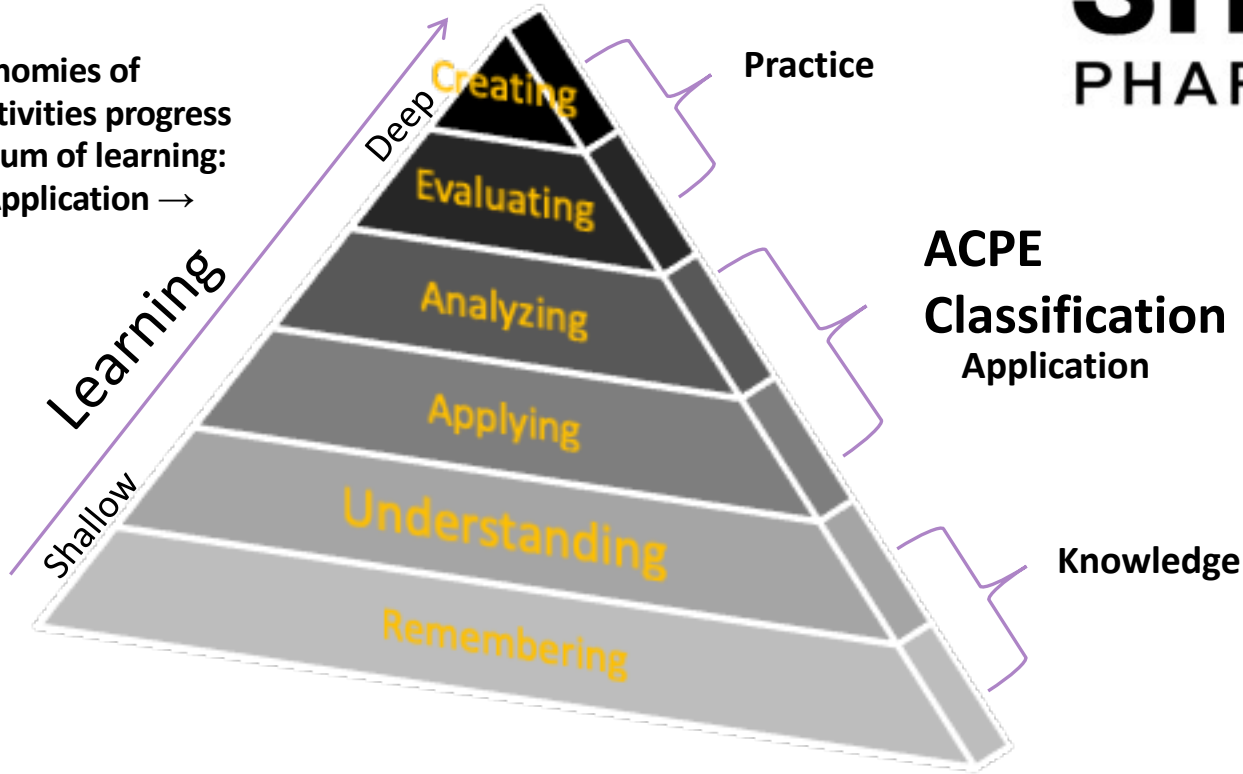 nomies of
tivities progress
um of learning:
pplication →
Learning
Deep
Shallow
Creating
Evaluating
Analyzing
Applying
Understanding
Remembering
Practice
ACPE
Classification
Application
Knowledge
PHAR